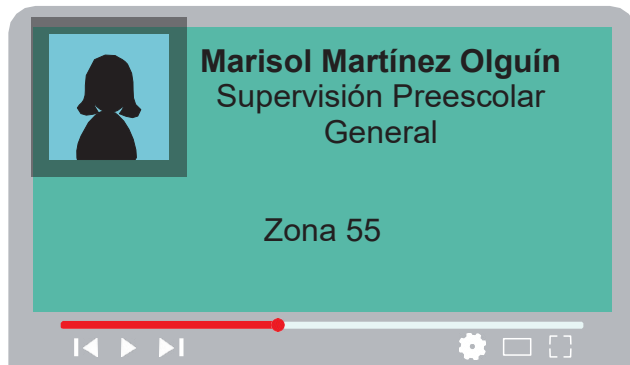 Marisol Martínez Olguín
Supervisión Preescolar
General
Zona 55